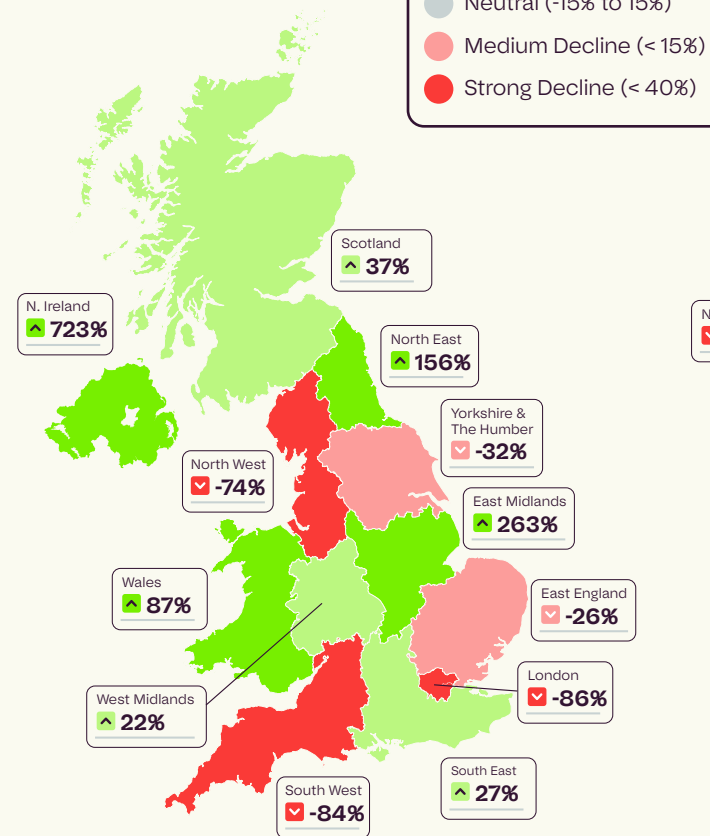 Neutral (-15% to 15%)
Medium Decline (< 15%)
Strong Decline (< 40%)
Scotland
37%
N. Ireland
723%
North East
156%
Yorkshire &
The Humber
-32%
North West
-74%
East Midlands
263%
Wales
87%
East England
-26%
London
-86%
West Midlands
22%
South East
27%
South West
-84%